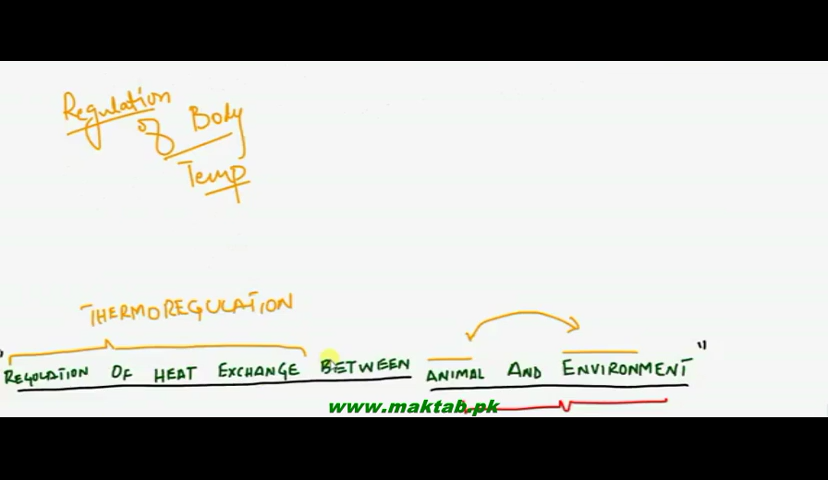 Regulation
of Body
Temp
THERMOREGULATION
"REGULATION OF HEAT EXCHANGE BETWEEN ANIMAL AND ENVIRONMENT"
www.maktab.pk